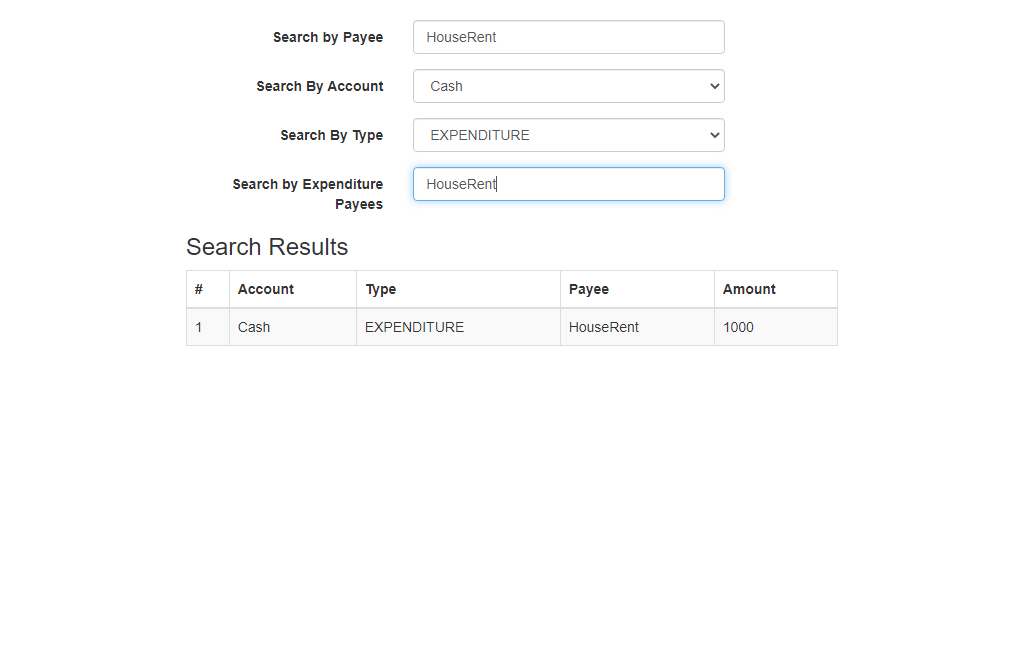 Search by Payee HouseRent
Search By Account Cash
Search By Type EXPENDITURE
Search by Expenditure HouseRent
Payees
Search Results
# Account Type Payee Amount
1 Cash EXPENDITURE HouseRent 1000